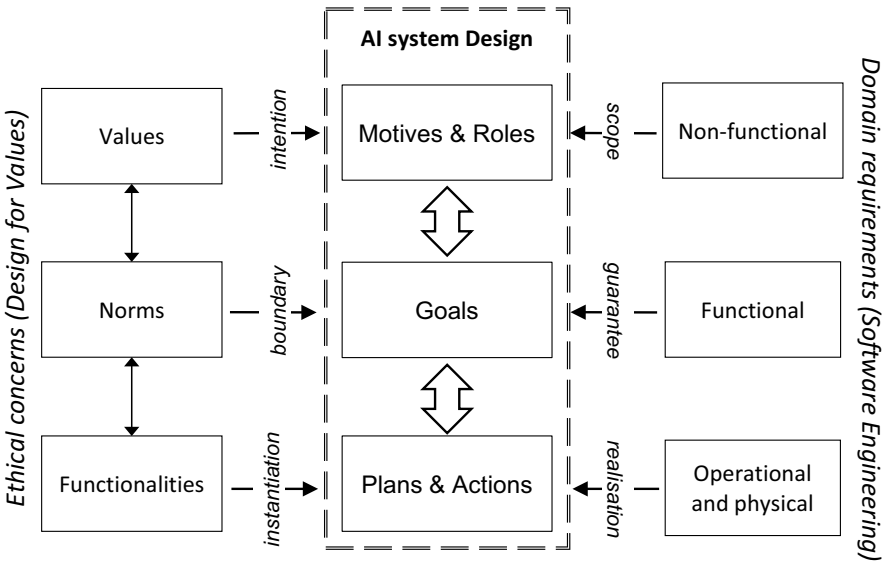 AI system Design
Ethical concerns (Design for Values)
Values
intention
Motives & Roles
scope
Non-functional
Domain requirements (Software Engineering)
Norms
boundary
Goals
guarantee
Functional
Functionalities
instantiation
Plans & Actions
realisation
Operational
and physical